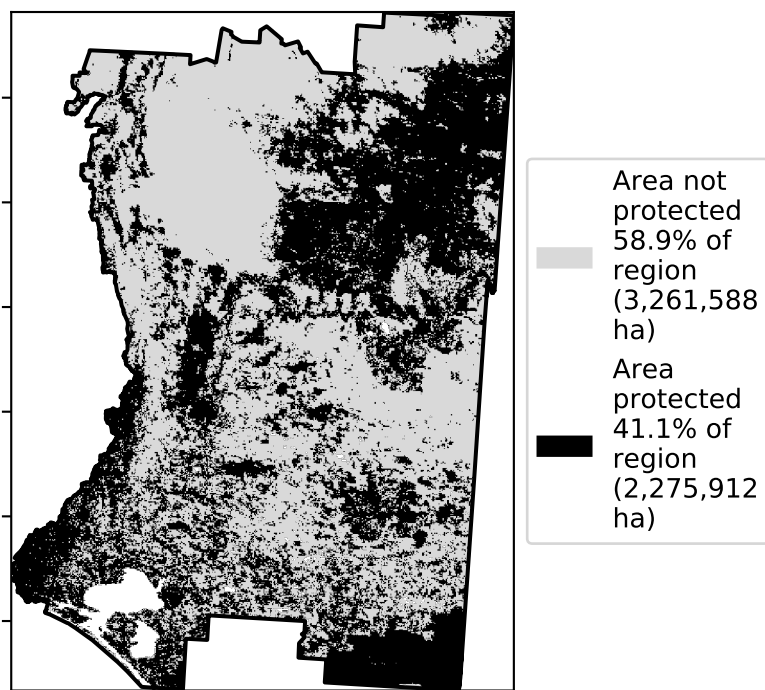 Area not
protected
58.9% of
region
(3,261,588
ha)
Area
protected
41.1% of
region
(2,275,912
ha)